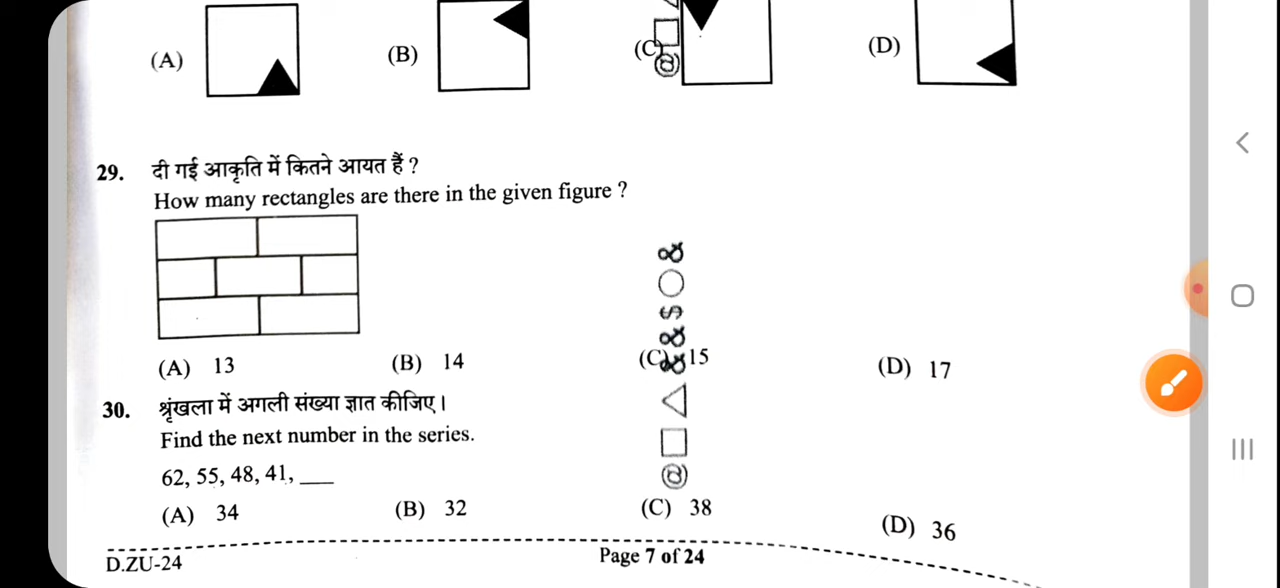 (A) (B) (C) (D)
29. दी गई आकृति में कितने आयत हैं ?
How many rectangles are there in the given figure ?
(A) 13 (B) 14 (C) 15 (D) 17
30. श्रृंखला में अगली संख्या ज्ञात कीजिए।
Find the next number in the series.
62, 55, 48, 41, ___
(A) 34 (B) 32 (C) 38 (D) 36
D.ZU-24 Page 7 of 24
@□△&&$○&